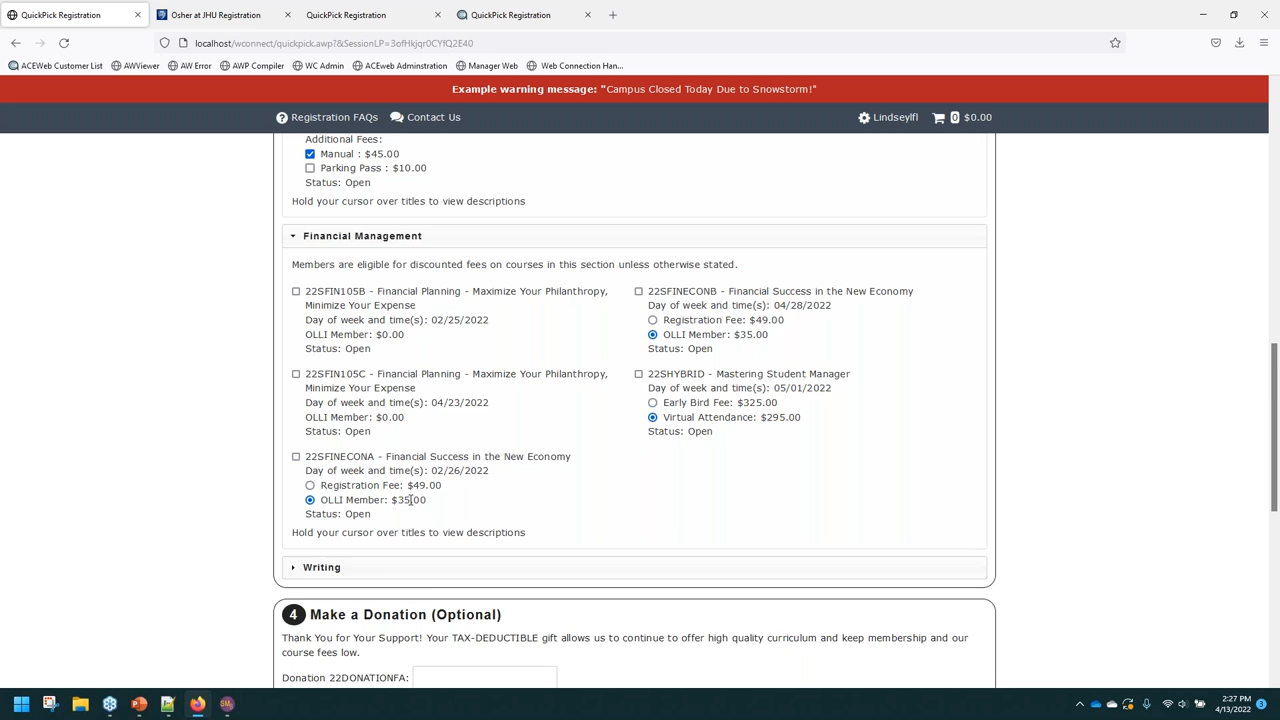 QuickPick Registration
Osher at JHU Registration
QuickPick Registration
QuickPick Registration
localhost/wconnect/quickpick.awp?&SessionLP=3ofHkjqr0CYfQ2E40
ACEWeb Customer List
AWViewer
AW Error
AWP Compiler
WC Admin
ACEweb Adminstration
Manager Web
Web Connection Han...
Example warning message: "Campus Closed Today Due to Snowstorm!"
Registration FAQs
Contact Us
Lindseylfl
0
$0.00
Additional Fees:
Manual : $45.00
Parking Pass : $10.00
Status: Open
Hold your cursor over titles to view descriptions
Financial Management
Members are eligible for discounted fees on courses in this section unless otherwise stated.
22SFIN105B - Financial Planning - Maximize Your Philanthropy,
Minimize Your Expense
Day of week and time(s): 02/25/2022
OLLI Member: $0.00
Status: Open
22SFINECONB - Financial Success in the New Economy
Day of week and time(s): 04/28/2022
Registration Fee: $49.00
OLLI Member: $35.00
Status: Open
22SFIN105C - Financial Planning - Maximize Your Philanthropy,
Minimize Your Expense
Day of week and time(s): 04/23/2022
OLLI Member: $0.00
Status: Open
22SHYBRID - Mastering Student Manager
Day of week and time(s): 05/01/2022
Early Bird Fee: $325.00
Virtual Attendance: $295.00
Status: Open
22SFINECONA - Financial Success in the New Economy
Day of week and time(s): 02/26/2022
Registration Fee: $49.00
OLLI Member: $35.00
Status: Open
Hold your cursor over titles to view descriptions
Writing
4 Make a Donation (Optional)
Thank You for Your Support! Your TAX-DEDUCTIBLE gift allows us to continue to offer high quality curriculum and keep membership and our
course fees low.
Donation 22DONATIONFA:
2:27 PM
4/13/2022